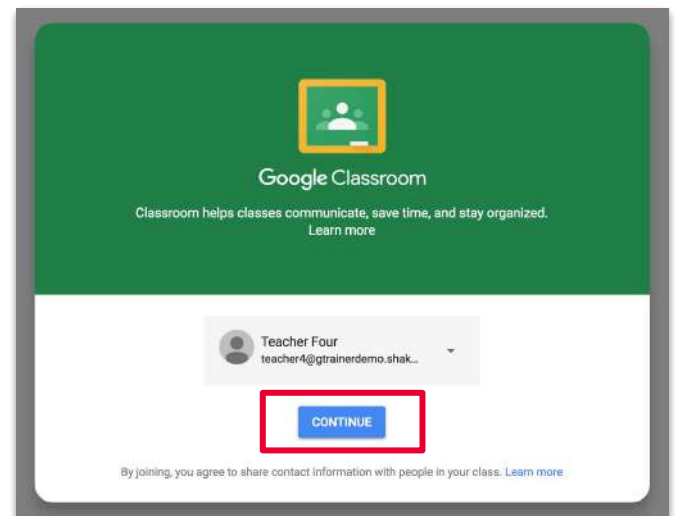 Google Classroom
Classroom helps classes communicate, save time, and stay organized.
Learn more
Teacher Four
teacher4@gtrainerdemo.shak...
CONTINUE
By joining, you agree to share contact information with people in your class. Learn more